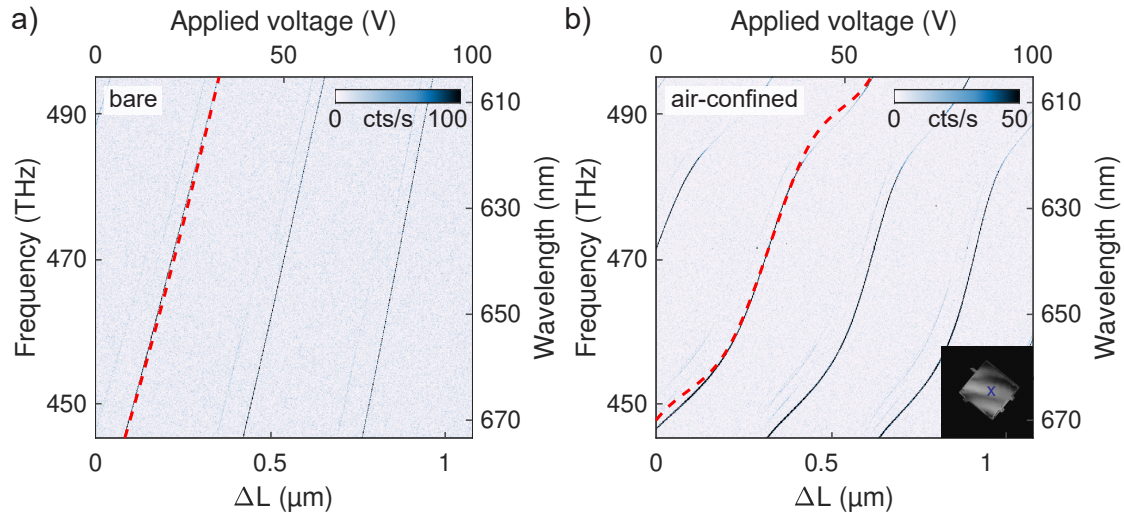 a)
Applied voltage (V)
0 50 100
bare
0 cts/s 100
Frequency (THz)
490
470
450
Wavelength (nm)
610
630
650
670
0 0.5 1
ΔL (μm)
b)
Applied voltage (V)
0 50 100
air-confined
0 cts/s 50
Frequency (THz)
490
470
450
Wavelength (nm)
610
630
650
670
x
0 0.5 1
ΔL (μm)